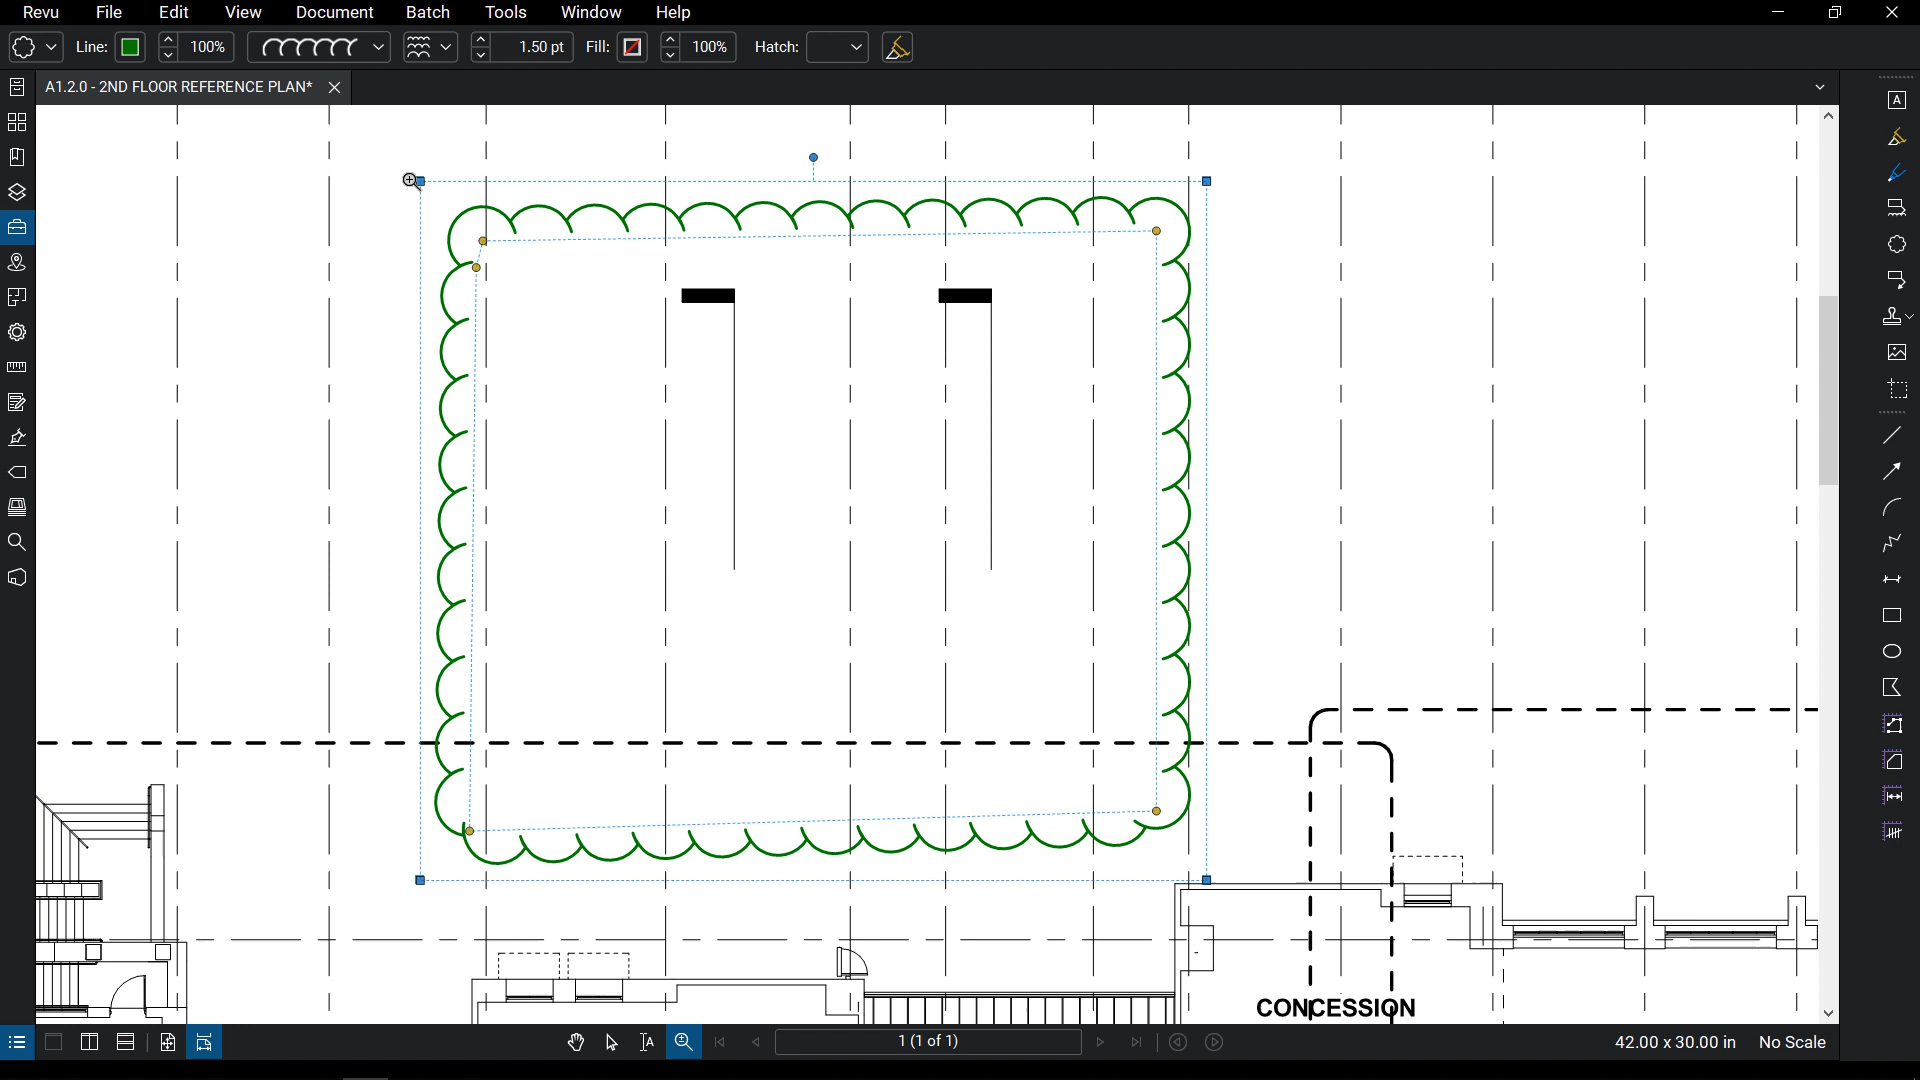 Revu File Edit View Document Batch Tools Window Help
Line: 100% 1.50 pt Fill: 100% Hatch:
A1.2.0 - 2ND FLOOR REFERENCE PLAN*
CONCESSION
1 (1 of 1)
42.00 x 30.00 in No Scale